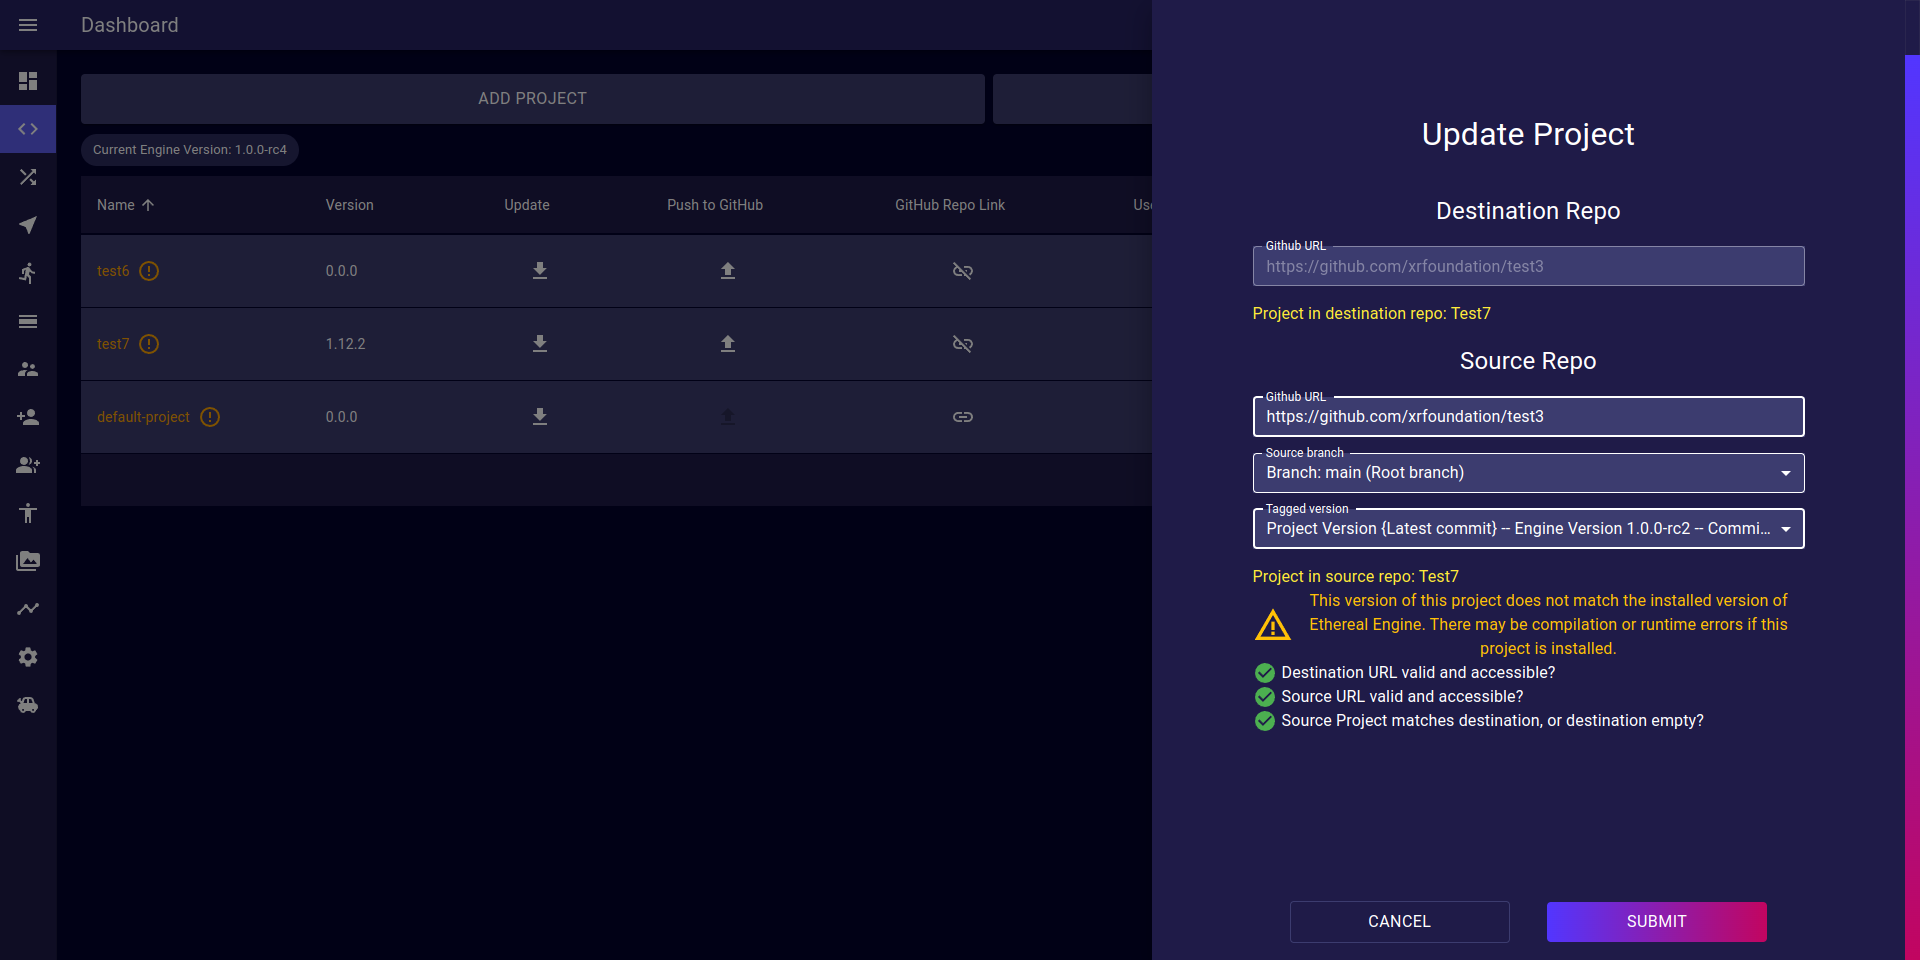 Dashboard
ADD PROJECT
Current Engine Version: 1.0.0-rc4
Name Version Update Push to GitHub GitHub Repo Link
test6 0.0.0
test7 1.12.2
default-project 0.0.0
Update Project
Destination Repo
Github URL
https://github.com/xrfoundation/test3
Project in destination repo: Test7
Source Repo
Github URL
https://github.com/xrfoundation/test3
Source branch
Branch: main (Root branch)
Tagged version
Project Version {Latest commit} -- Engine Version 1.0.0-rc2 -- Commi...
Project in source repo: Test7
This version of this project does not match the installed version of
Ethereal Engine. There may be compilation or runtime errors if this
project is installed.
Destination URL valid and accessible?
Source URL valid and accessible?
Source Project matches destination, or destination empty?
CANCEL
SUBMIT